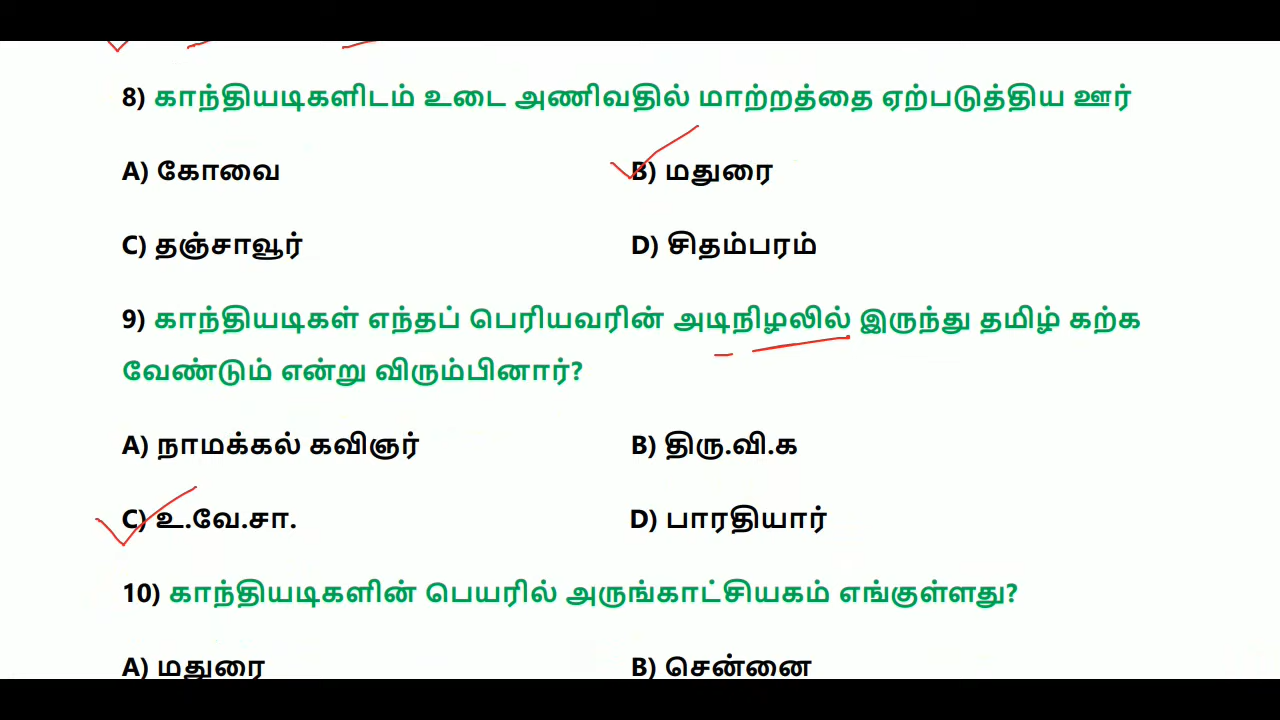 8) காந்தியடிகளிடம் உடை அணிவதில் மாற்றத்தை ஏற்படுத்திய ஊர்
A) கோவை B) மதுரை
C) தஞ்சாவூர் D) சிதம்பரம்
9) காந்தியடிகள் எந்தப் பெரியவரின் அடிநிழலில் இருந்து தமிழ் கற்க
வேண்டும் என்று விரும்பினார்?
A) நாமக்கல் கவிஞர் B) திரு.வி.க
C) உ.வே.சா. D) பாரதியார்
10) காந்தியடிகளின் பெயரில் அருங்காட்சியகம் எங்குள்ளது?
A) மதுரை B) சென்னை